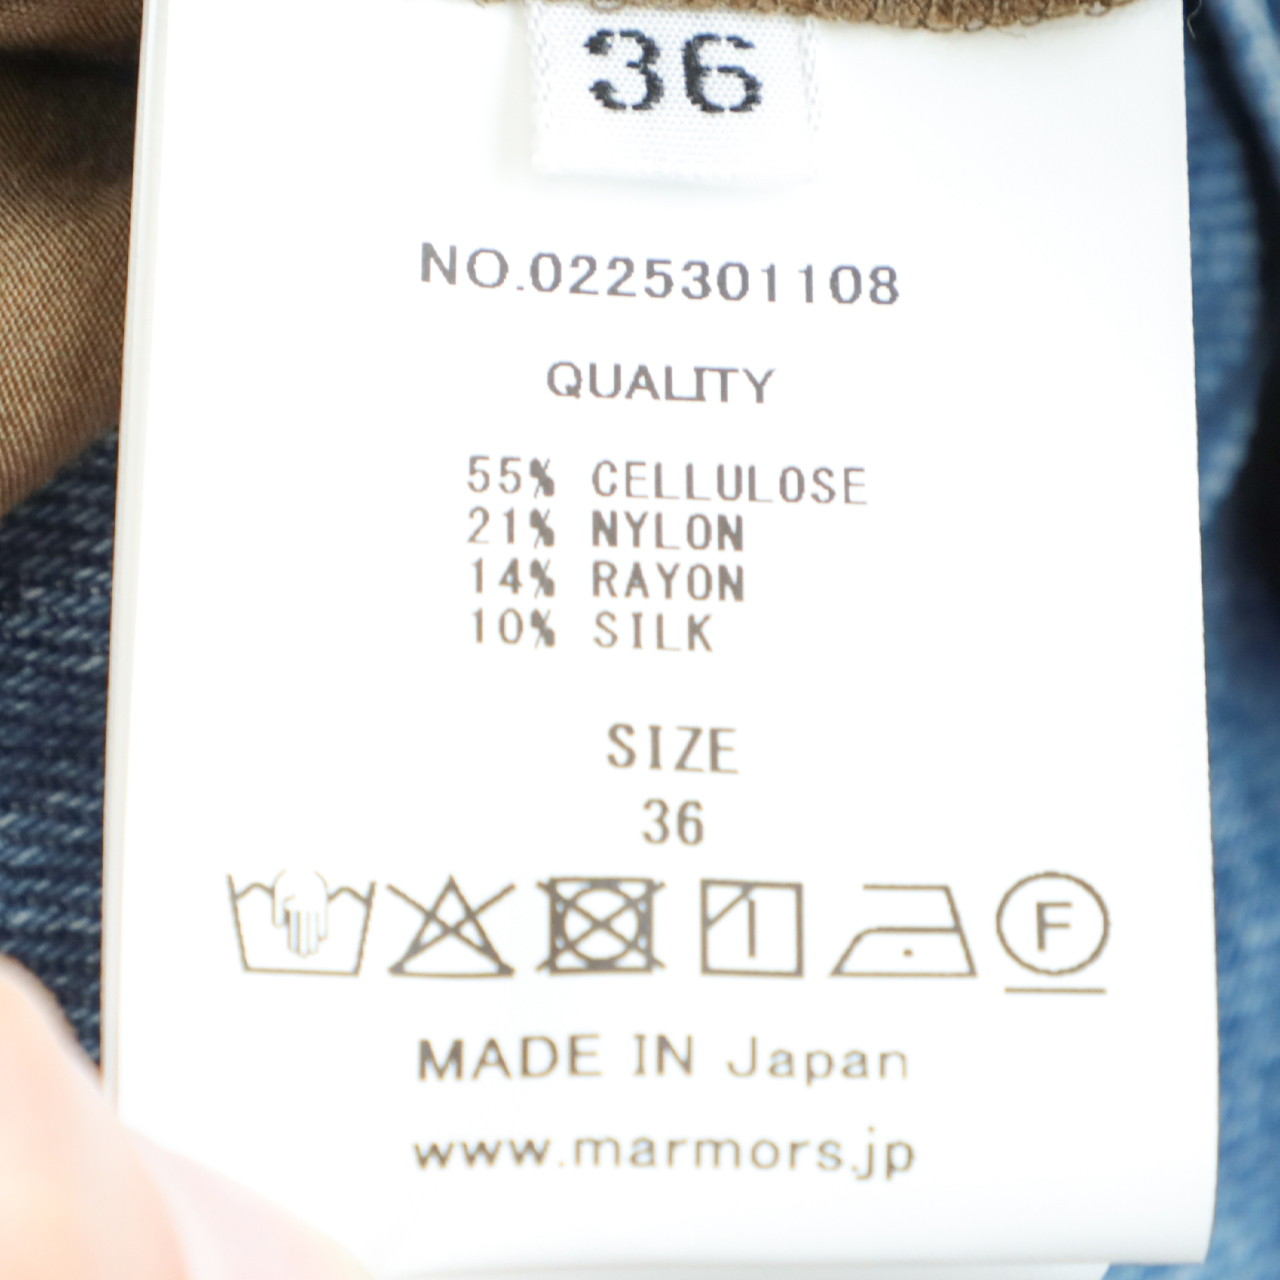 36
NO.0225301108
QUALITY
55% CELLULOSE
21% NYLON
14% RAYON
10% SILK
SIZE
36
F
MADE IN Japan
www.marmors.jp